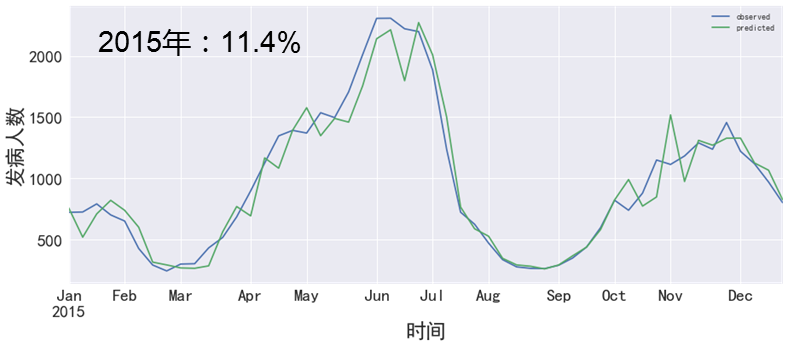 2015年：11.4%
observed
predicted
发病人数
2000
1500
1000
500
Jan Feb Mar Apr May Jun Jul Aug Sep Oct Nov Dec
2015
时间